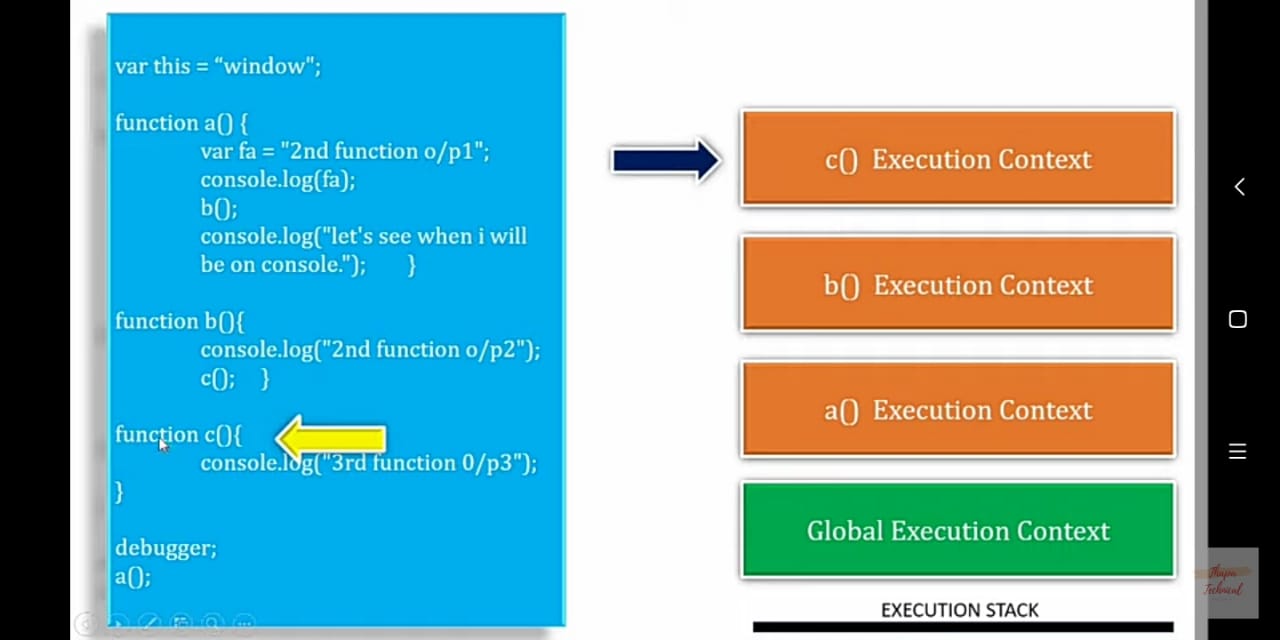 var this = “window";
function a() {
var fa = "2nd function o/p1";
console.log(fa);
b();
console.log("let's see when i will
be on console."); }
function b(){
console.log("2nd function o/p2");
c(); }
function c(){
console.log("3rd function 0/p3");
}
debugger;
a();
c() Execution Context
b() Execution Context
a() Execution Context
Global Execution Context
EXECUTION STACK
Thapa
Technical